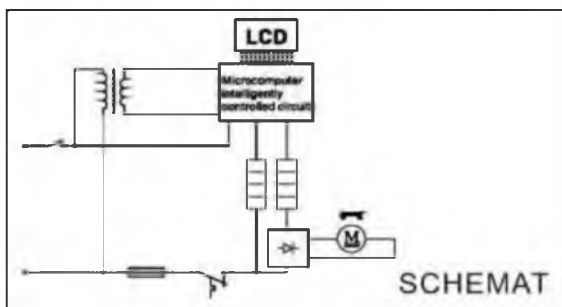 LCD
Microcomputer
intelligently
controlled circuit
M
SCHEMAT